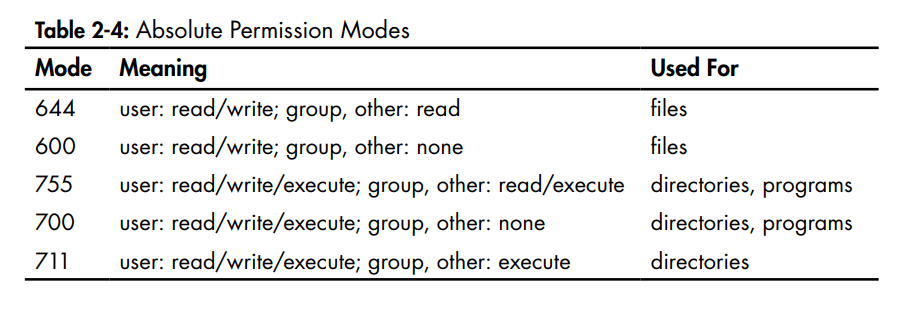 Table 2-4: Absolute Permission Modes
Mode Meaning Used For
644 user: read/write; group, other: read files
600 user: read/write; group, other: none files
755 user: read/write/execute; group, other: read/execute directories, programs
700 user: read/write/execute; group, other: none directories, programs
711 user: read/write/execute; group, other: execute directories